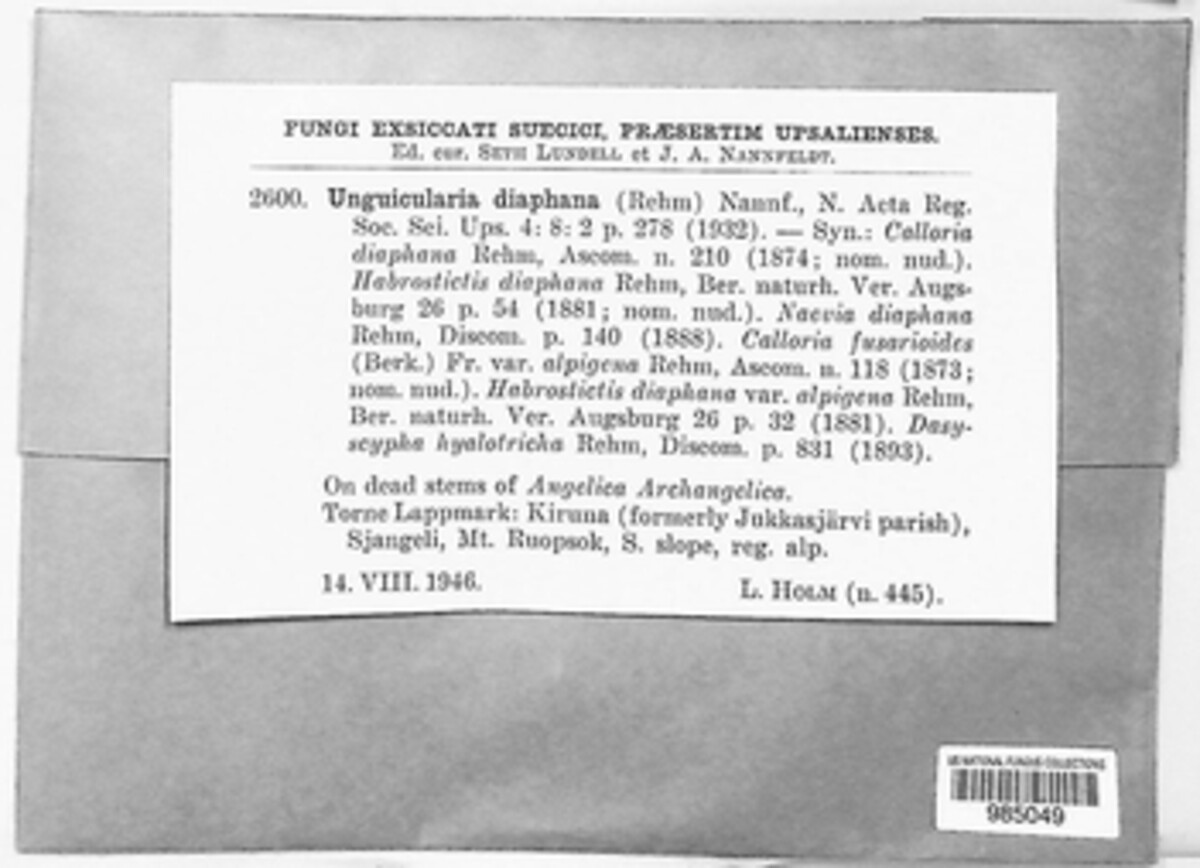 FUNGI EXSICCATI SUECICI, PRÆSERTIM UPSALIENSES.
Ed. cur. SETH LUNDELL et J. A. NANNFELDT.
2600. Unguicularia diaphana (Rehm) Nannf., N. Acta Reg.
Soc. Sci. Ups. 4: 8: 2 p. 278 (1932). — Syn.: Calloria
diaphana Rehm, Ascom. n. 210 (1874; nom. nud.).
Habrostictis diaphana Rehm, Ber. naturh. Ver. Augs-
burg 26 p. 54 (1881; nom. nud.). Naevia diaphana
Rehm, Discom. p. 140 (1888). Calloria fusarioides
(Berk.) Fr. var. alpigena Rehm, Ascom. n. 118 (1873;
nom. nud.). Habrostictis diaphana var. alpigena Rehm,
Ber. naturh. Ver. Augsburg 26 p. 32 (1881). Dasy-
scypha hyalotricha Rehm, Discom. p. 831 (1893).
On dead stems of Angelica Archangelica.
Torne Lappmark: Kiruna (formerly Jukkasjärvi parish),
Sjangeli, Mt. Ruopsok, S. slope, reg. alp.
14. VIII. 1946. L. HOLM (n. 445).
US NATIONAL FUNGUS COLLECTIONS
985049